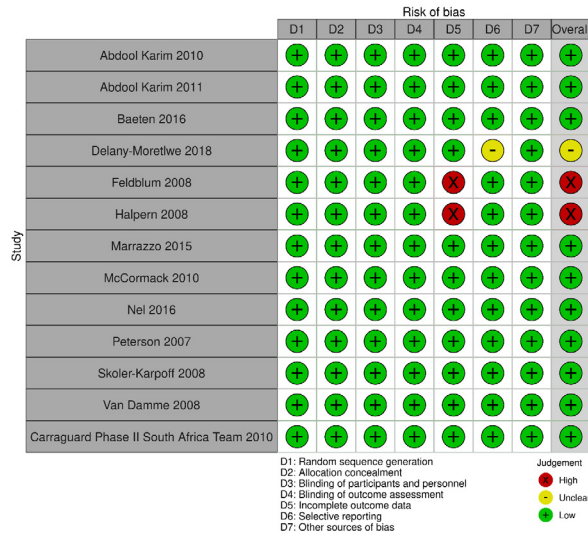 Risk of bias
D1 D2 D3 D4 D5 D6 D7 Overall
Study
Abdool Karim 2010 + + + + + + + +
Abdool Karim 2011 + + + + + + + +
Baeten 2016 + + + + + + + +
Delany-Moretlwe 2018 + + + + + - + -
Feldblum 2008 + + + + X + + X
Halpern 2008 + + + + X + + X
Marrazzo 2015 + + + + + + + +
McCormack 2010 + + + + + + + +
Nel 2016 + + + + + + + +
Peterson 2007 + + + + + + + +
Skoler-Karpoff 2008 + + + + + + + +
Van Damme 2008 + + + + + + + +
Carraguard Phase II South Africa Team 2010 + + + + + + + +
D1: Random sequence generation
D2: Allocation concealment
D3: Blinding of participants and personnel
D4: Blinding of outcome assessment
D5: Incomplete outcome data
D6: Selective reporting
D7: Other sources of bias
Judgement
X High
- Unclear
+ Low